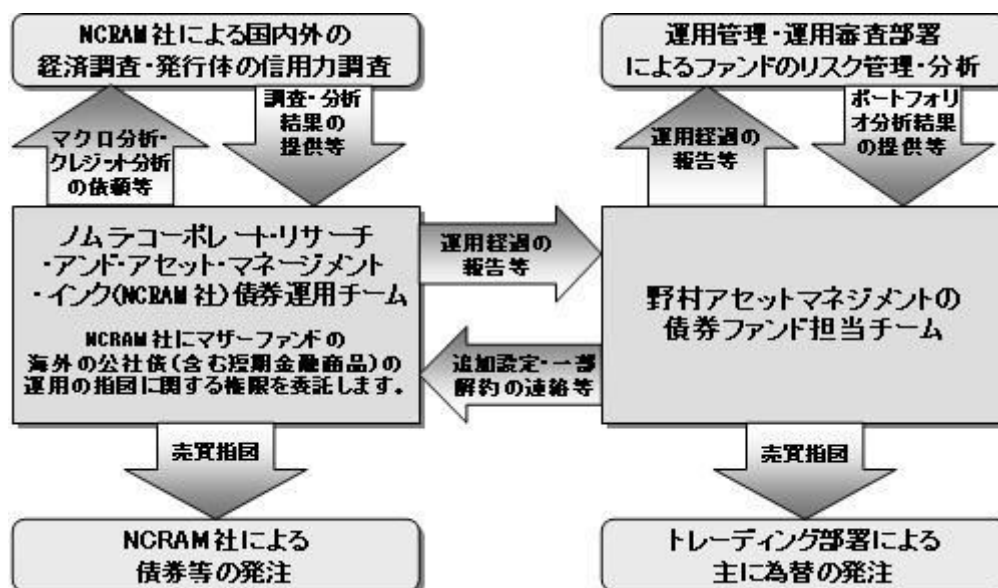 NCRAM社による国内外の
経済調査・発行体の信用力調査
運用管理・運用審査部署
によるファンドのリスク管理・分析
マクロ分析・
クレジット分析
の依頼等
調査・分析
結果の
提供等
運用経過の
報告等
ポートフォリ
オ分析結果
の提供等
ノムラ・コーポレート・リサーチ
・アンド・アセット・マネージメント
・インク(NCRAM社)債券運用チーム
NCRAM社にマザーファンドの
海外の公社債(含む短期金融商品)の
運用の指図に関する権限を委託します。
運用経過の
報告等
追加設定・一部
解約の連絡等
野村アセットマネジメントの
債券ファンド担当チーム
売買指図
売買指図
NCRAM社による
債券等の発注
トレーディング部署による
主に為替の発注